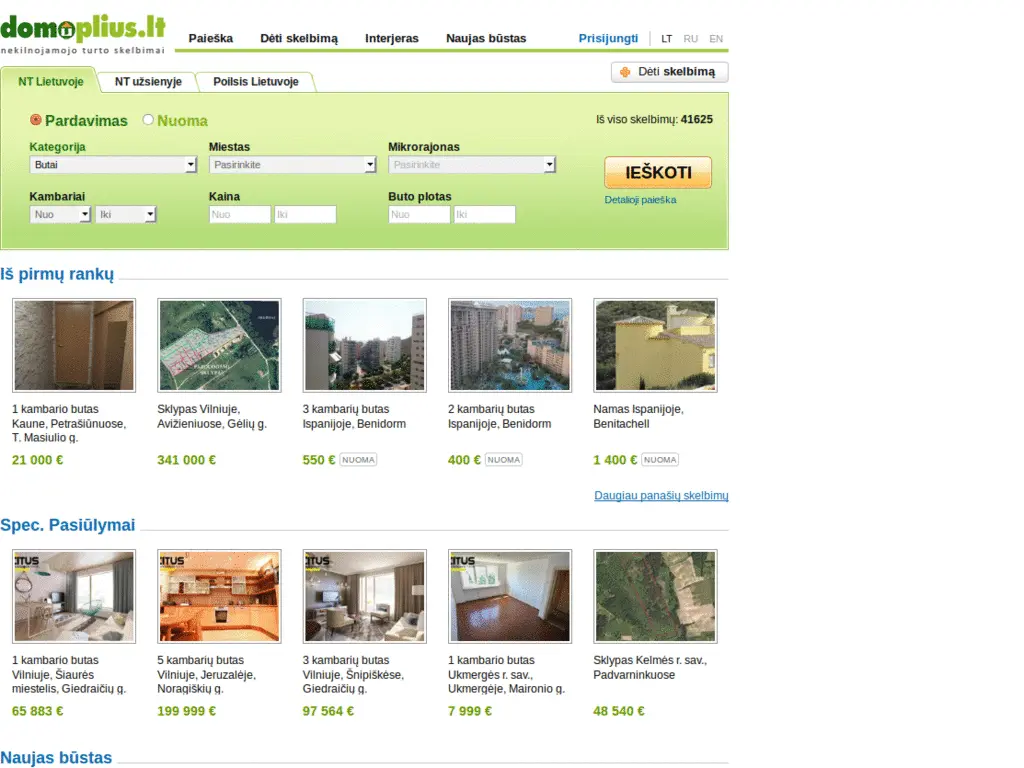 domoplius.lt
nekilnojamojo turto skelbimai
Paieška Dėti skelbimą Interjeras Naujas būstas Prisijungti LT RU EN
NT Lietuvoje NT užsienyje Poilsis Lietuvoje Dėti skelbimą
Pardavimas Nuoma Iš viso skelbimų: 41625
Kategorija Miestas Mikrorajonas
Butai Pasirinkite Pasirinkite
IEŠKOTI
Kambariai Kaina Buto plotas
Detalioji paieška
Nuo Iki Nuo Iki Nuo Iki
Iš pirmų rankų
1 kambario butas
Kaune, Petrašiūnuose,
T. Masiulio g.
21 000 €
Sklypas Vilniuje,
Avižieniuose, Gėlių g.
341 000 €
3 kambarių butas
Ispanijoje, Benidorm
550 € NUOMA
2 kambarių butas
Ispanijoje, Benidorm
400 € NUOMA
Namas Ispanijoje,
Benitachell
1 400 € NUOMA
Daugiau panašių skelbimų
Spec. Pasiūlymai
CITUS
1 kambario butas
Vilniuje, Šiaurės
miestelis, Giedraičių g.
65 883 €
CITUS
5 kambarių butas
Vilniuje, Jeruzalėje,
Noragiškių g.
199 999 €
CITUS
3 kambarių butas
Vilniuje, Šnipiškėse,
Giedraičių g.
97 564 €
CITUS
1 kambario butas
Ukmergės r. sav.,
Ukmergėje, Maironio g.
7 999 €
Sklypas Kelmės r. sav.,
Padvarninkuose
48 540 €
Naujas būstas